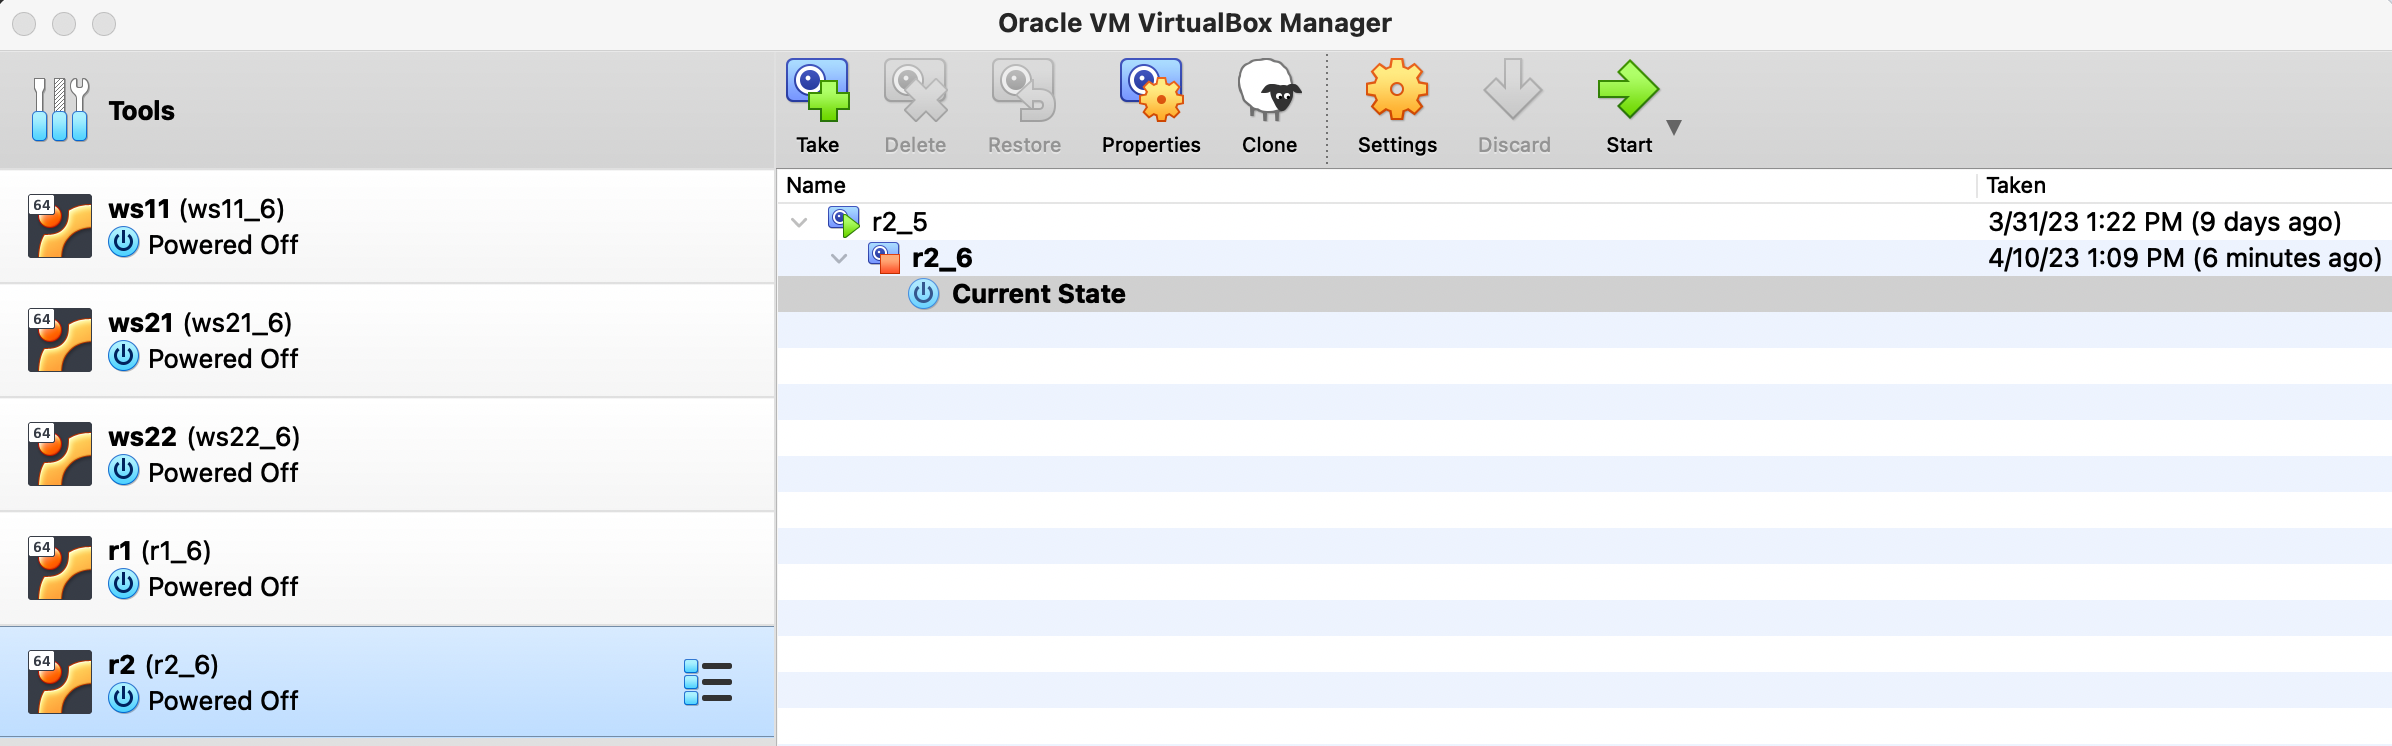 Oracle VM VirtualBox Manager
Tools
Take Delete Restore Properties Clone Settings Discard Start
64 ws11 (ws11_6)
Powered Off
64 ws21 (ws21_6)
Powered Off
64 ws22 (ws22_6)
Powered Off
64 r1 (r1_6)
Powered Off
64 r2 (r2_6)
Powered Off
Name Taken
r2_5 3/31/23 1:22 PM (9 days ago)
r2_6 4/10/23 1:09 PM (6 minutes ago)
Current State